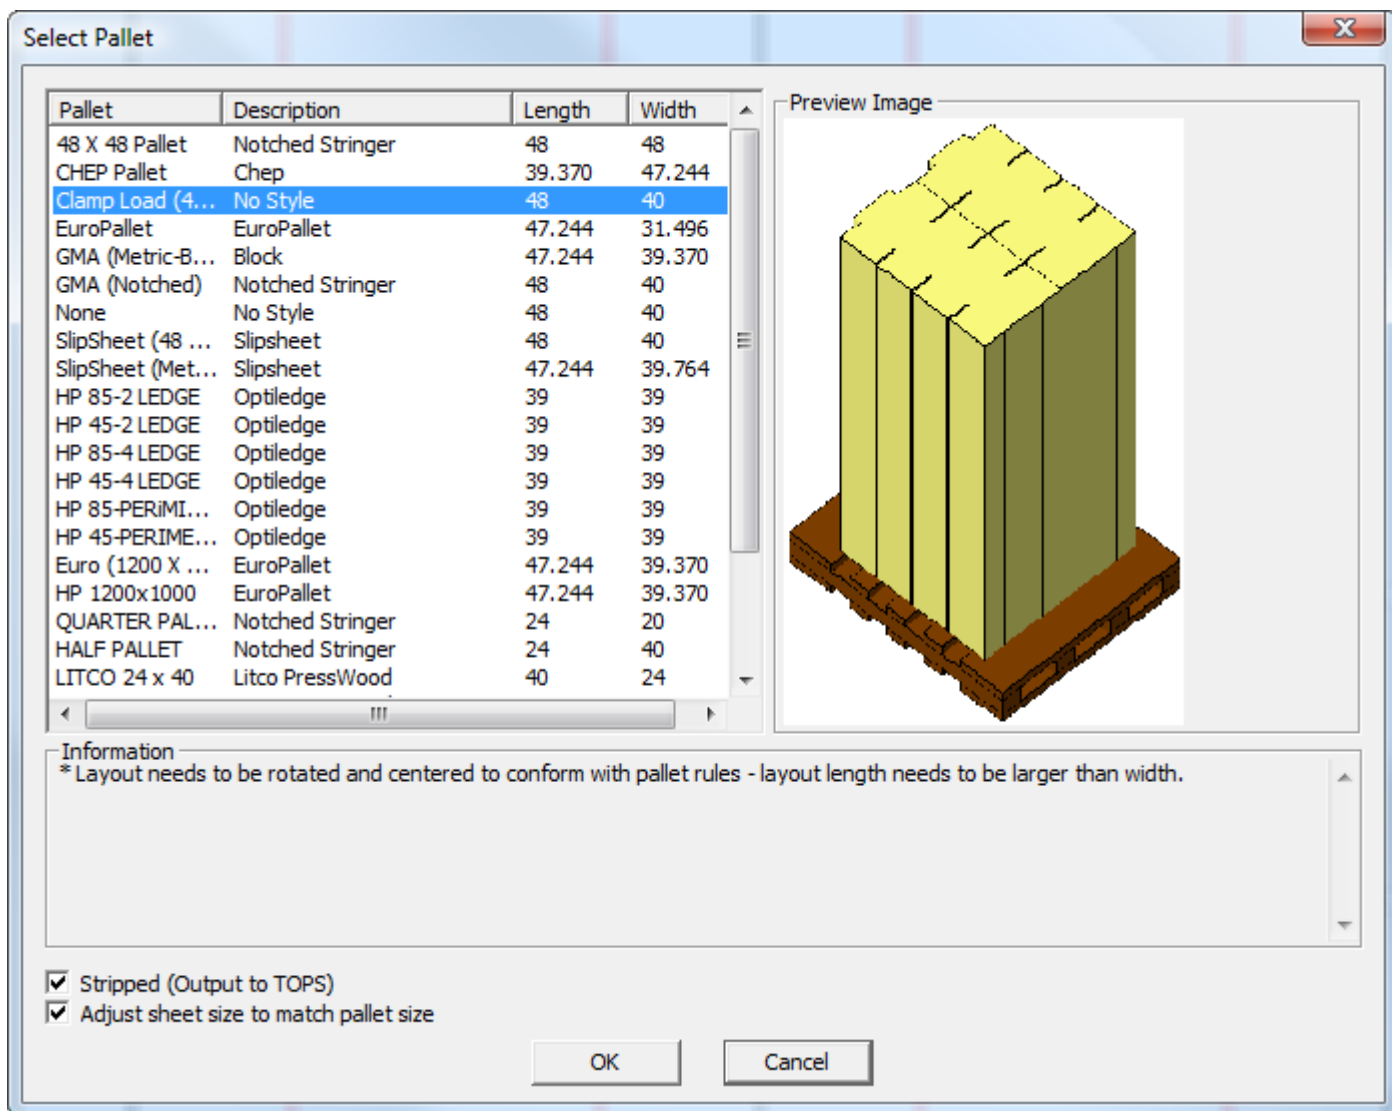 Select Pallet
Pallet Description Length Width
48 X 48 Pallet Notched Stringer 48 48
CHEP Pallet Chep 39.370 47.244
Clamp Load (4... No Style 48 40
EuroPallet EuroPallet 47.244 31.496
GMA (Metric-B... Block 47.244 39.370
GMA (Notched) Notched Stringer 48 40
None No Style 48 40
SlipSheet (48 ... Slipsheet 48 40
SlipSheet (Met... Slipsheet 47.244 39.764
HP 85-2 LEDGE Optiledge 39 39
HP 45-2 LEDGE Optiledge 39 39
HP 85-4 LEDGE Optiledge 39 39
HP 45-4 LEDGE Optiledge 39 39
HP 85-PERiMI... Optiledge 39 39
HP 45-PERIME... Optiledge 39 39
Euro (1200 X ... EuroPallet 47.244 39.370
HP 1200x1000 EuroPallet 47.244 39.370
QUARTER PAL... Notched Stringer 24 20
HALF PALLET Notched Stringer 24 40
LITCO 24 x 40 Litco PressWood 40 24
Preview Image
Information
* Layout needs to be rotated and centered to conform with pallet rules - layout length needs to be larger than width.
Stripped (Output to TOPS)
Adjust sheet size to match pallet size
OK Cancel